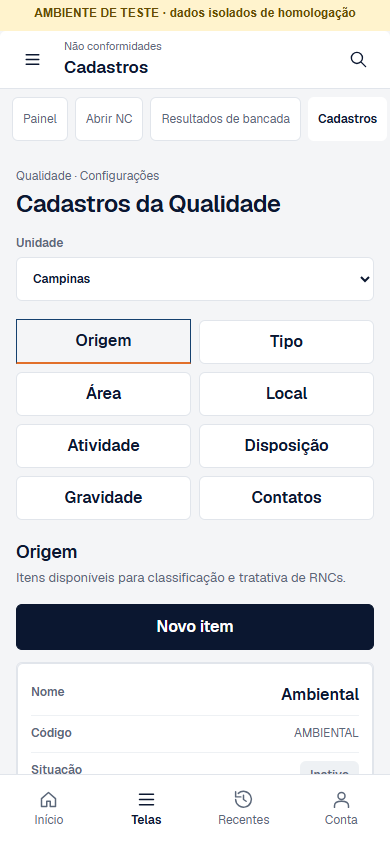 AMBIENTE DE TESTE · dados isolados de homologação
Não conformidades
Cadastros
Painel
Abrir NC
Resultados de bancada
Cadastros
Qualidade · Configurações
Cadastros da Qualidade
Unidade
Campinas
Origem
Tipo
Área
Local
Atividade
Disposição
Gravidade
Contatos
Origem
Itens disponíveis para classificação e tratativa de RNCs.
Novo item
Nome
Ambiental
Código
AMBIENTAL
Situação
Inativo
Início
Telas
Recentes
Conta